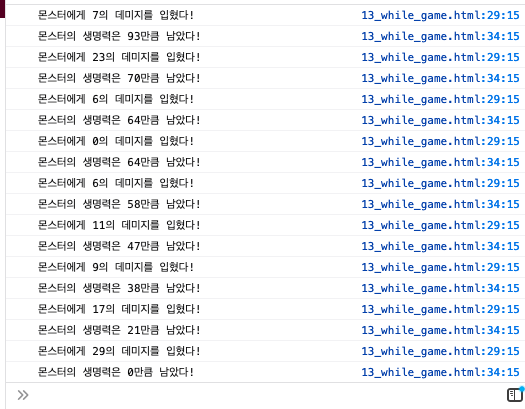 몬스터에게 7의 데미지를 입혔다! 13_while_game.html:29:15
몬스터의 생명력은 93만큼 남았다! 13_while_game.html:34:15
몬스터에게 23의 데미지를 입혔다! 13_while_game.html:29:15
몬스터의 생명력은 70만큼 남았다! 13_while_game.html:34:15
몬스터에게 6의 데미지를 입혔다! 13_while_game.html:29:15
몬스터의 생명력은 64만큼 남았다! 13_while_game.html:34:15
몬스터에게 0의 데미지를 입혔다! 13_while_game.html:29:15
몬스터의 생명력은 64만큼 남았다! 13_while_game.html:34:15
몬스터에게 6의 데미지를 입혔다! 13_while_game.html:29:15
몬스터의 생명력은 58만큼 남았다! 13_while_game.html:34:15
몬스터에게 11의 데미지를 입혔다! 13_while_game.html:29:15
몬스터의 생명력은 47만큼 남았다! 13_while_game.html:34:15
몬스터에게 9의 데미지를 입혔다! 13_while_game.html:29:15
몬스터의 생명력은 38만큼 남았다! 13_while_game.html:34:15
몬스터에게 17의 데미지를 입혔다! 13_while_game.html:29:15
몬스터의 생명력은 21만큼 남았다! 13_while_game.html:34:15
몬스터에게 29의 데미지를 입혔다! 13_while_game.html:29:15
몬스터의 생명력은 0만큼 남았다! 13_while_game.html:34:15